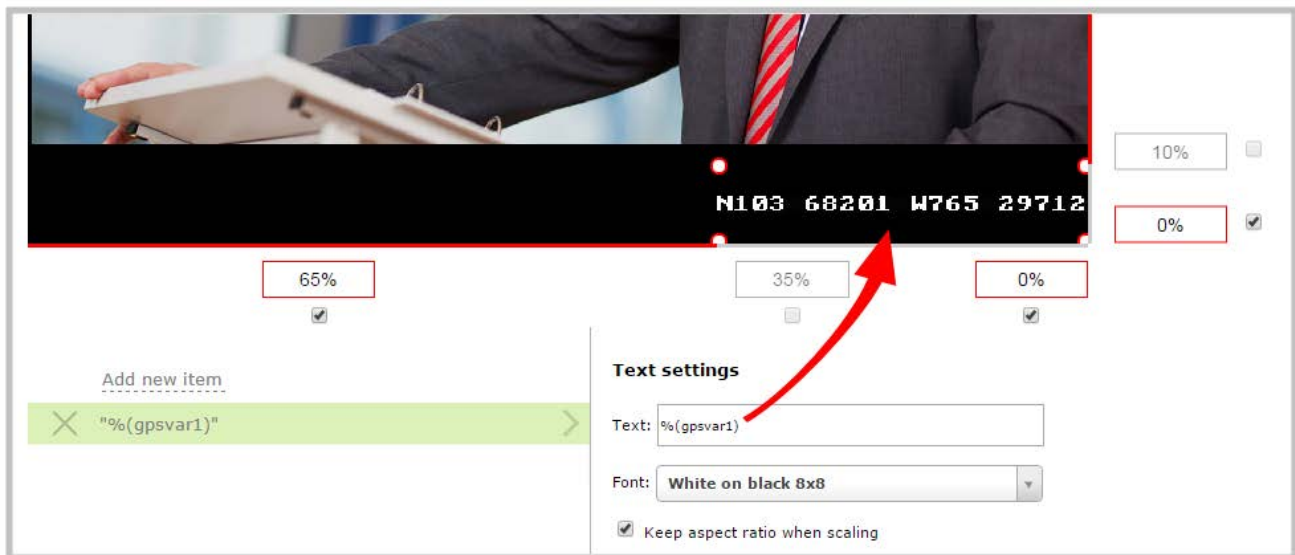 10%
N103 68201 W765 29712
0%
65%
35%
0%
Add new item
"%(gpsvar1)"
Text settings
Text: %(gpsvar1)
Font: White on black 8x8
Keep aspect ratio when scaling